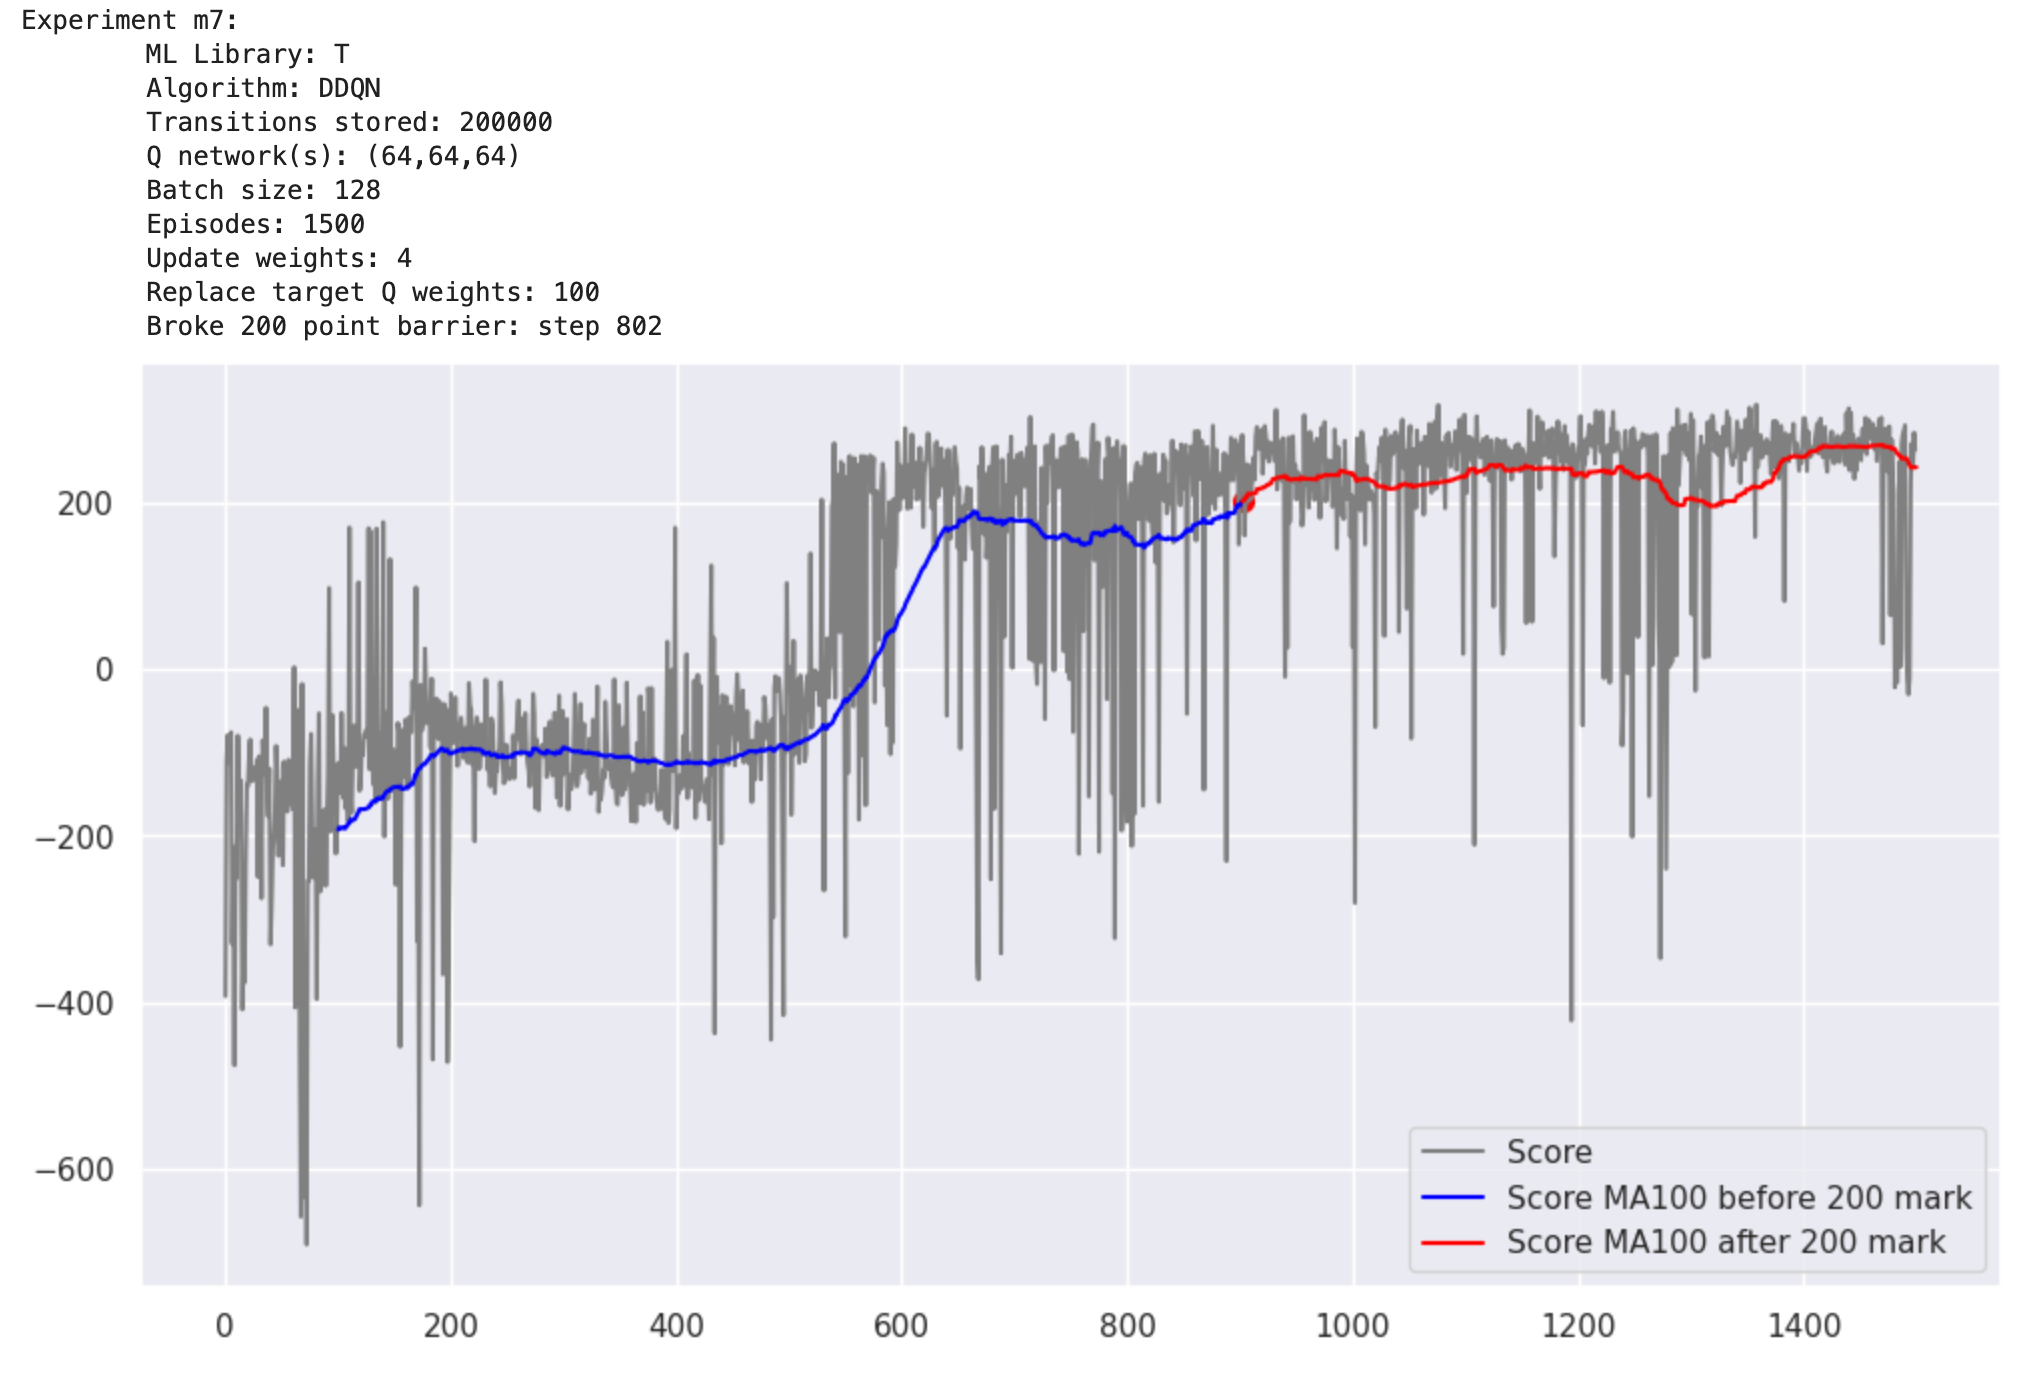 Experiment m7:
ML Library: T
Algorithm: DDQN
Transitions stored: 200000
Q network(s): (64,64,64)
Batch size: 128
Episodes: 1500
Update weights: 4
Replace target Q weights: 100
Broke 200 point barrier: step 802
200
0
−200
−400
−600
Score
Score MA100 before 200 mark
Score MA100 after 200 mark
0 200 400 600 800 1000 1200 1400